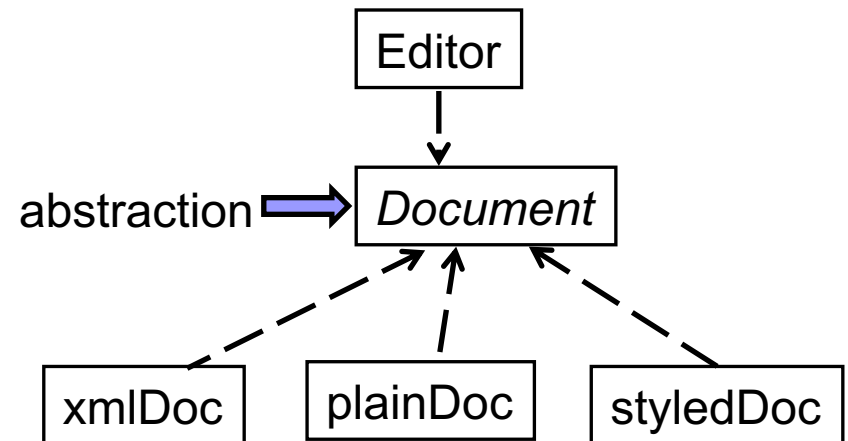 Editor
abstraction
Document
xmlDoc
plainDoc
styledDoc